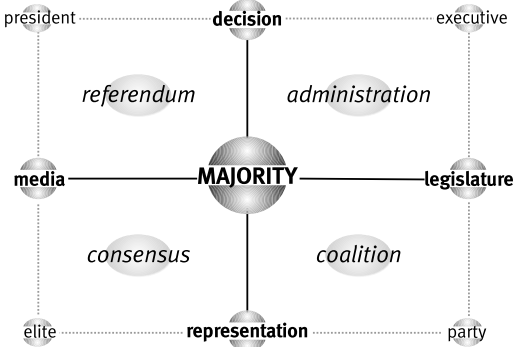 president decision executive
referendum administration
media MAJORITY legislature
consensus coalition
elite representation party